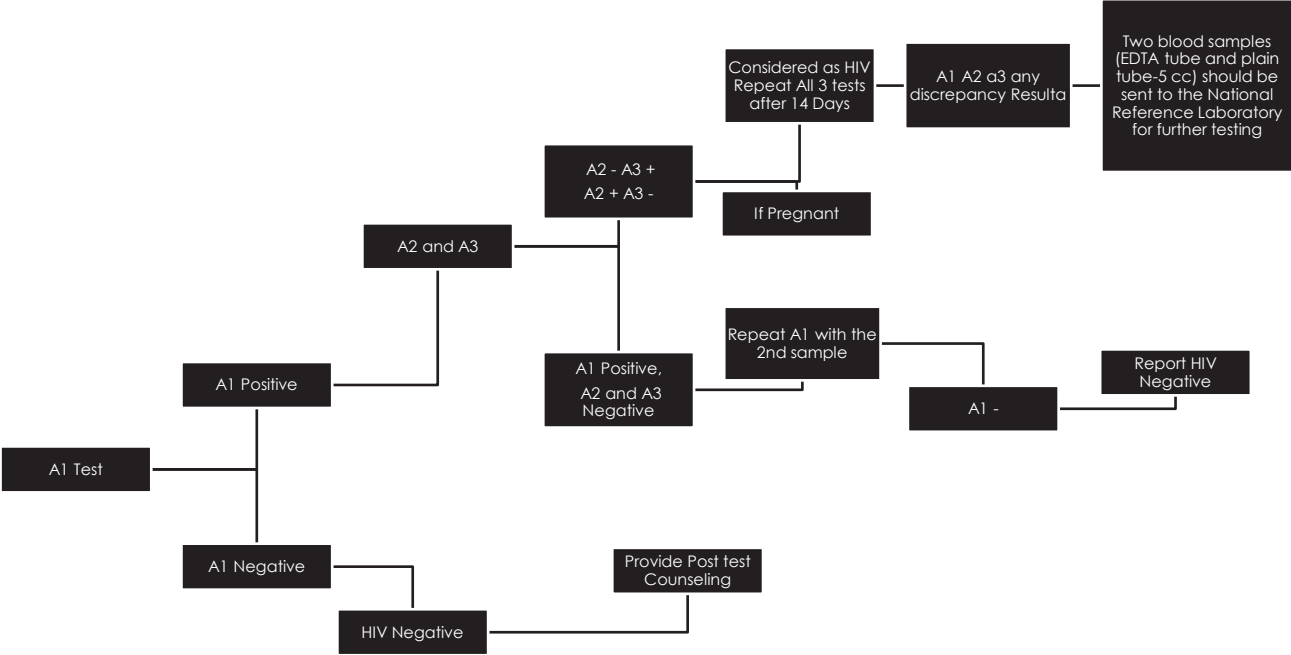 Two blood samples
(EDTA tube and plain
tube-5 cc) should be
sent to the National
Reference Laboratory
for further testing
Considered as HIV
Repeat All 3 tests
after 14 Days
A1 A2 a3 any
discrepancy Resulta
A2 - A3 +
A2 + A3 -
If Pregnant
A2 and A3
Repeat A1 with the
2nd sample
A1 Positive,
A2 and A3
Negative
Report HIV
Negative
A1 Positive
A1 -
A1 Test
A1 Negative
Provide Post test
Counseling
HIV Negative